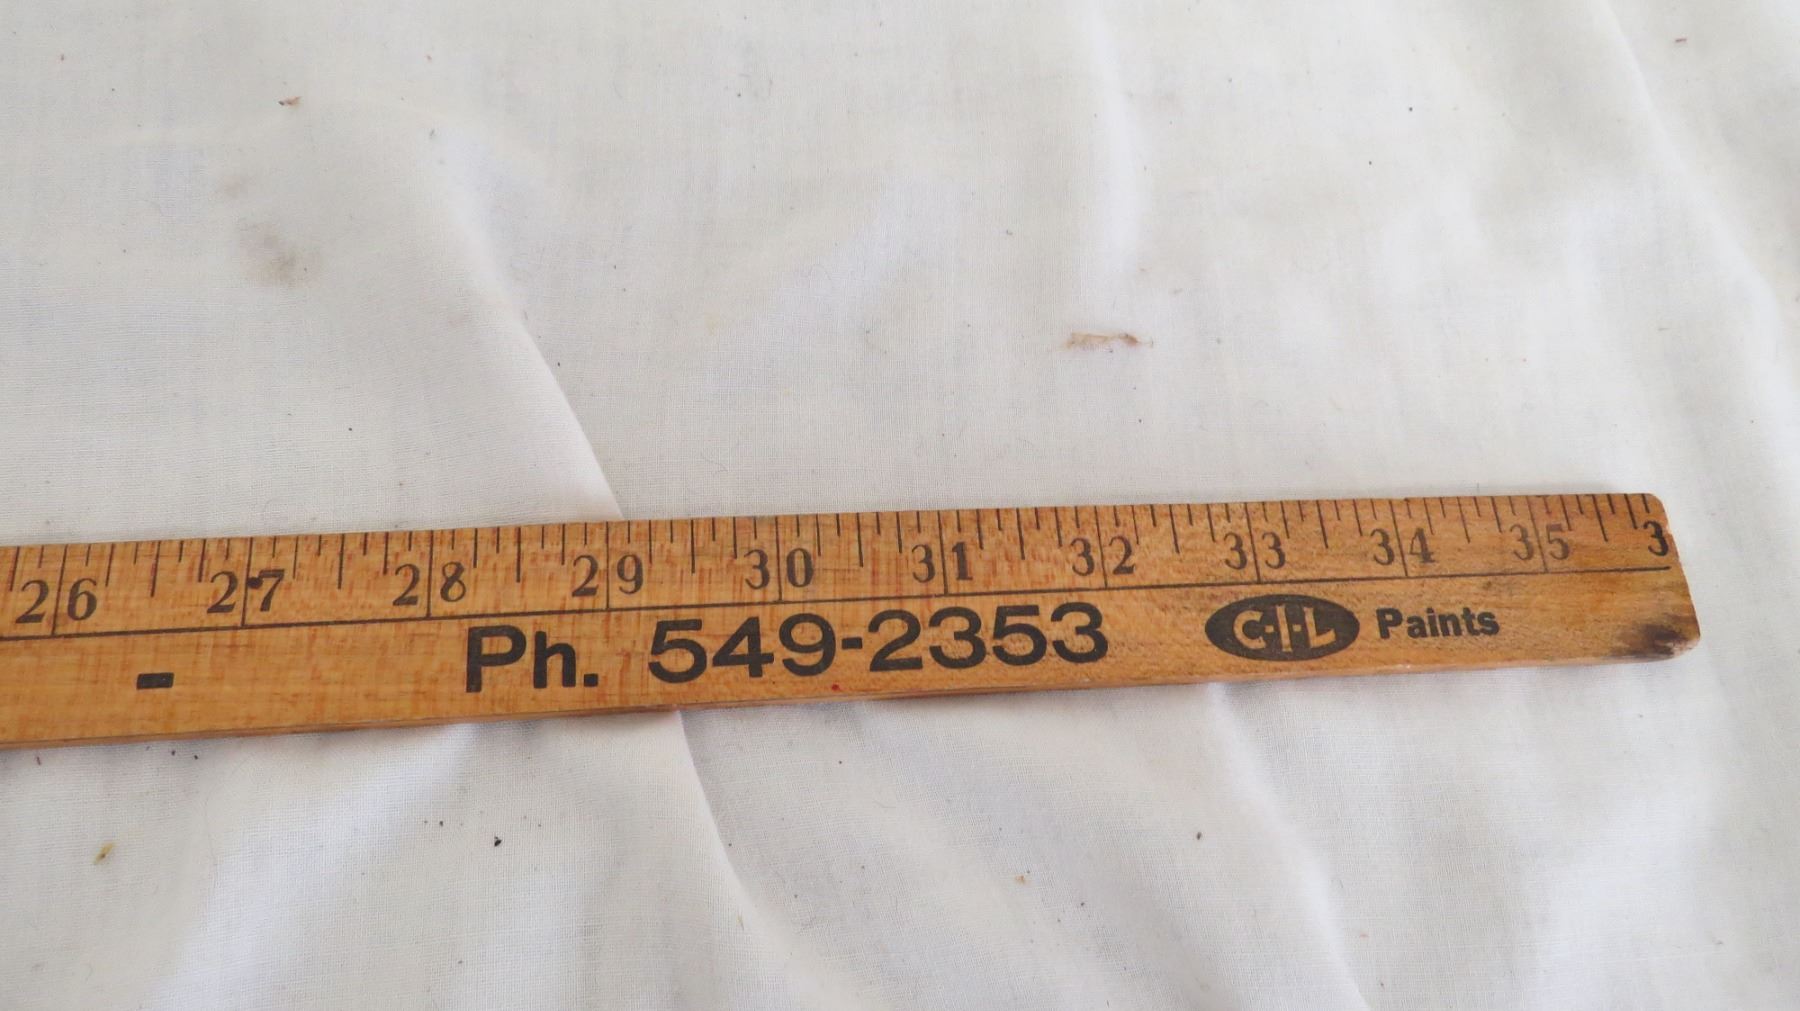 26 27 28 29 30 31 32 33 34 35 3
- Ph. 549-2353 C-I-L Paints